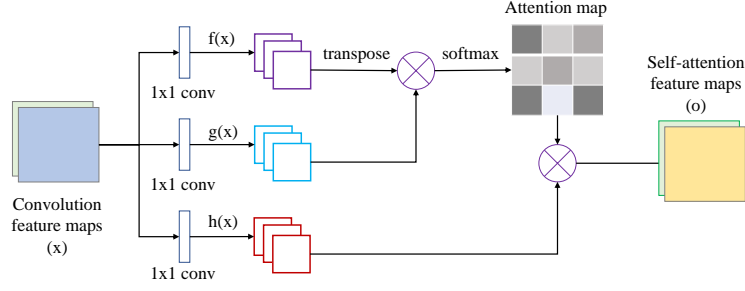 Attention map
f(x)
transpose
softmax
1x1 conv
Self-attention
feature maps
(o)
g(x)
1x1 conv
Convolution
feature maps
(x)
h(x)
1x1 conv